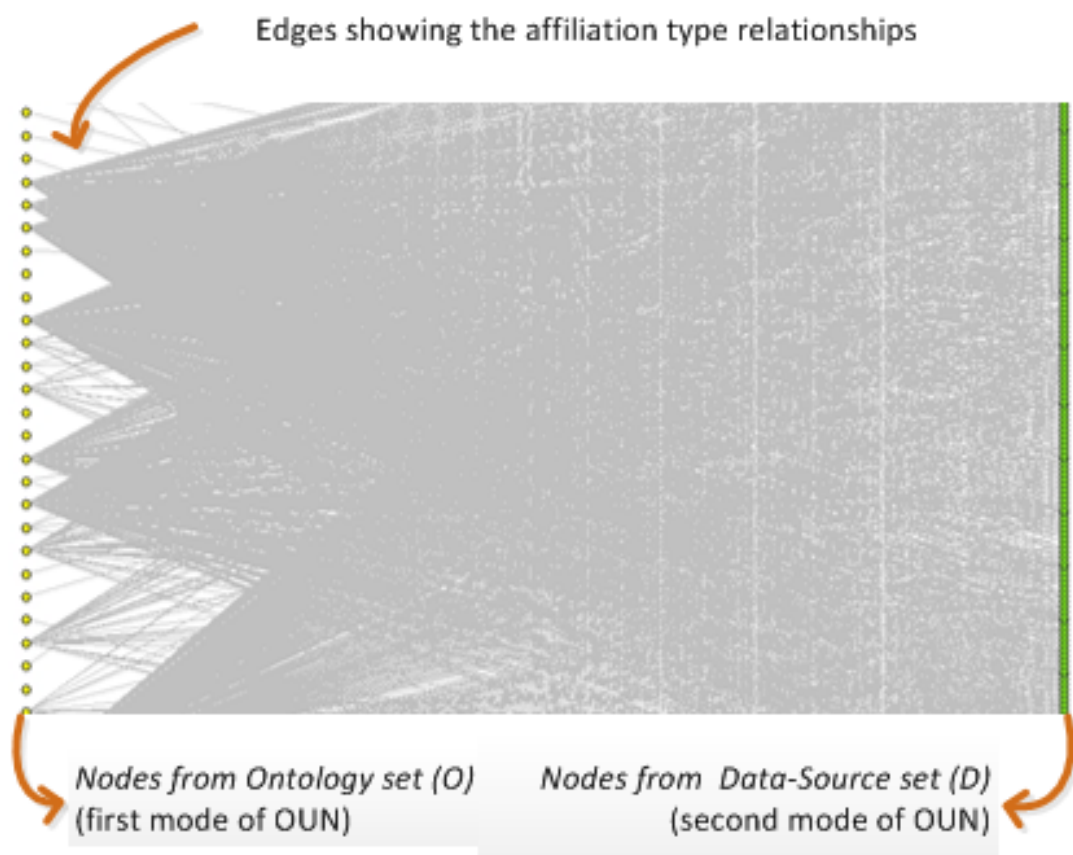 Edges showing the affiliation type relationships
Nodes from Ontology set (O)
(first mode of OUN)
Nodes from Data-Source set (D)
(second mode of OUN)